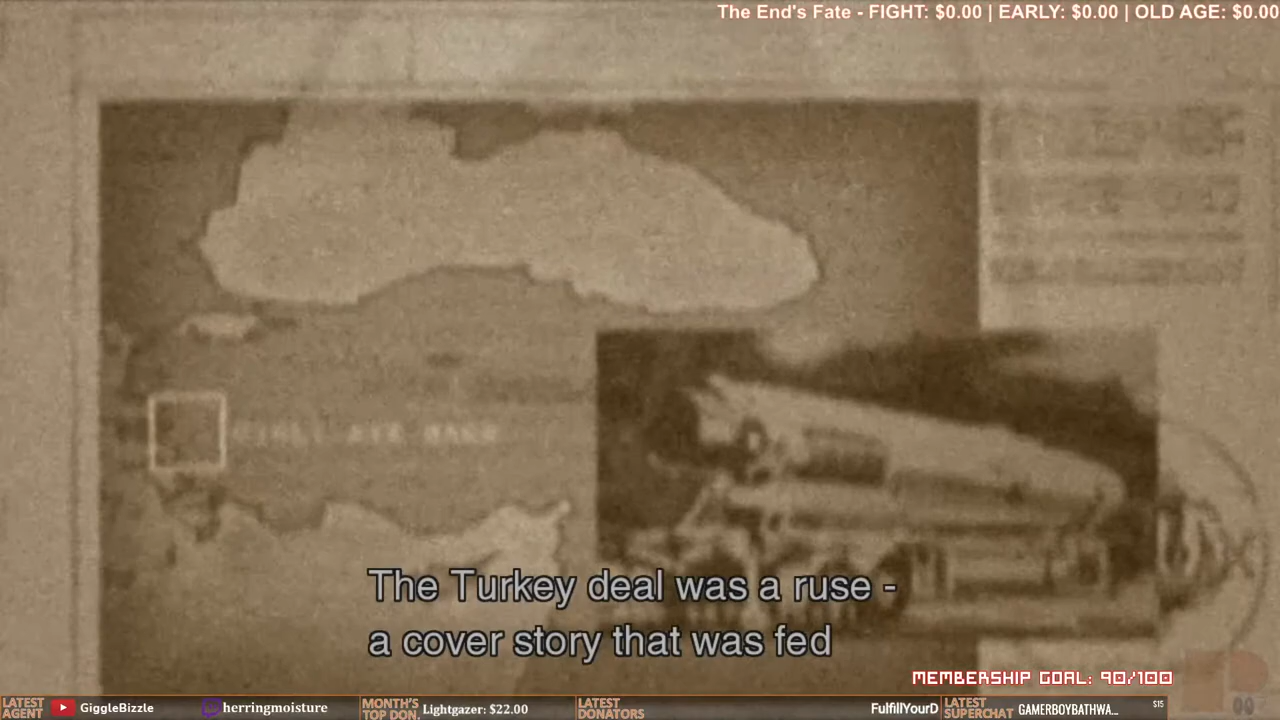 The End's Fate - FIGHT: $0.00 | EARLY: $0.00 | OLD AGE: $0.00
The Turkey deal was a ruse -
a cover story that was fed
MEMBERSHIP GOAL: 90/100
LATEST AGENT GiggleBizzle herringmoisture MONTH'S TOP DON. Lightgazer: $22.00 LATEST DONATORS FulfillYourD LATEST SUPERCHAT GAMERBOYBATHWA... $15